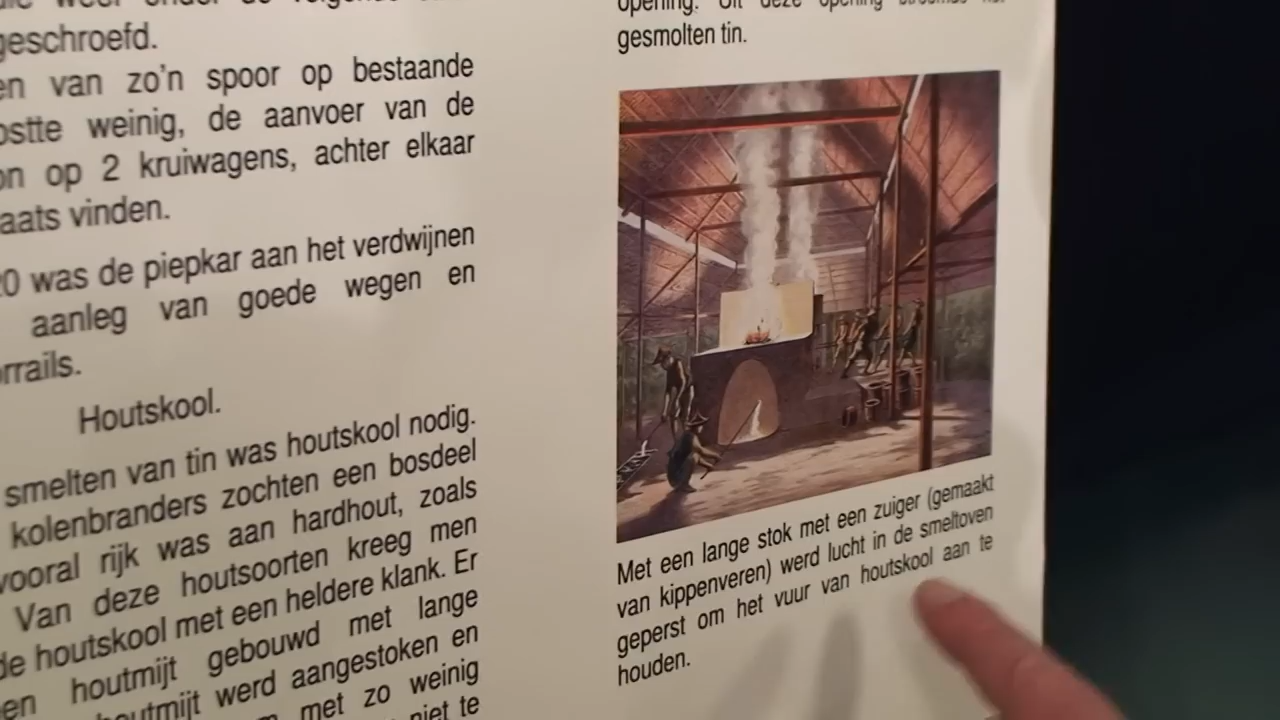 geschroefd.
en van zo'n spoor op bestaande
ostte weinig, de aanvoer van de
on op 2 kruiwagens, achter elkaar
aats vinden.
20 was de piepkar aan het verdwijnen
aanleg van goede wegen en
orrails.
Houtskool.
smelten van tin was houtskool nodig.
kolenbranders zochten een bosdeel
vooral rijk was aan hardhout, zoals
Van deze houtsoorten kreeg men
de houtskool met een heldere klank. Er
en houtmijt gebouwd met lange
houtmijt werd aangestoken en
met zo weinig
niet te
opening. Uit deze opening stroomde het
gesmolten tin.
Met een lange stok met een zuiger (gemaakt
van kippenveren) werd lucht in de smeltoven
geperst om het vuur van houtskool aan te
houden.